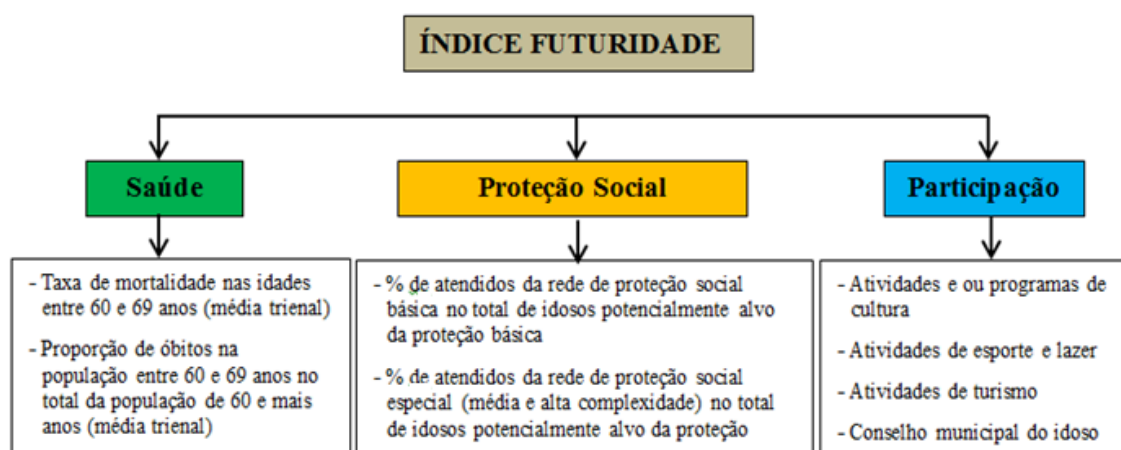 ÍNDICE FUTURIDADE
Saúde
Proteção Social
Participação
- Taxa de mortalidade nas idades
entre 60 e 69 anos (média trienal)
- Proporção de óbitos na
população entre 60 e 69 anos no
total da população de 60 e mais
anos (média trienal)
- % de atendidos da rede de proteção social
básica no total de idosos potencialmente alvo
da proteção básica
- % de atendidos da rede de proteção social
especial (média e alta complexidade) no total
de idosos potencialmente alvo da proteção
- Atividades e ou programas de
cultura
- Atividades de esporte e lazer
- Atividades de turismo
- Conselho municipal do idoso